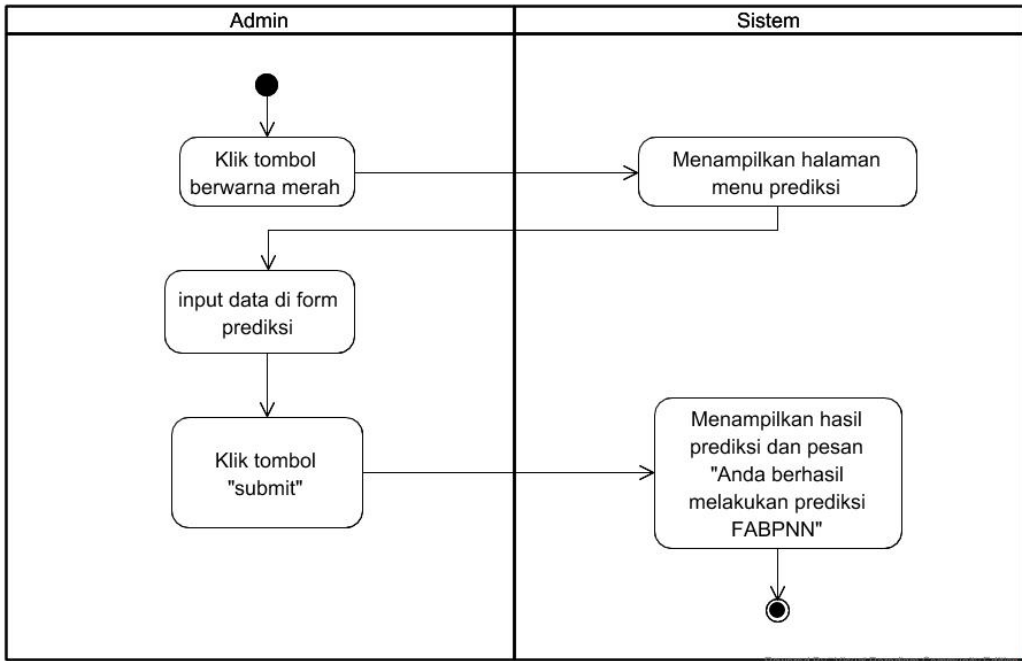 Admin
Sistem
Klik tombol
berwarna merah
Menampilkan halaman
menu prediksi
input data di form
prediksi
Klik tombol
"submit"
Menampilkan hasil
prediksi dan pesan
"Anda berhasil
melakukan prediksi
FABPNN"